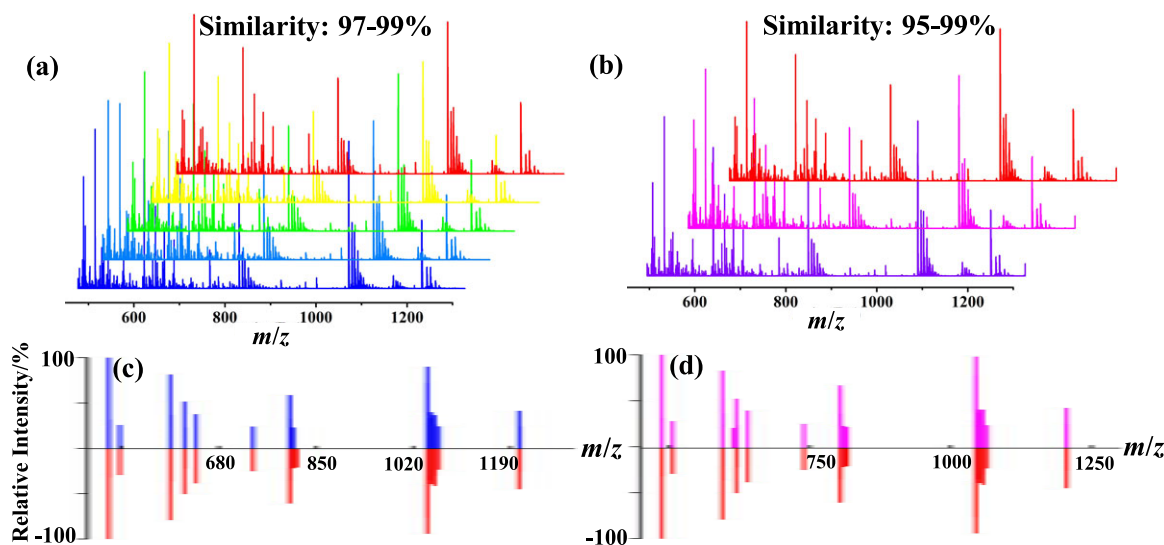 Similarity: 97-99%
(a)
600 800 1000 1200
m/z
Similarity: 95-99%
(b)
600 800 1000 1200
m/z
Relative Intensity/%
100
-100
(c)
680 850 1020 1190
m/z
100
-100
(d)
750 1000 1250
m/z